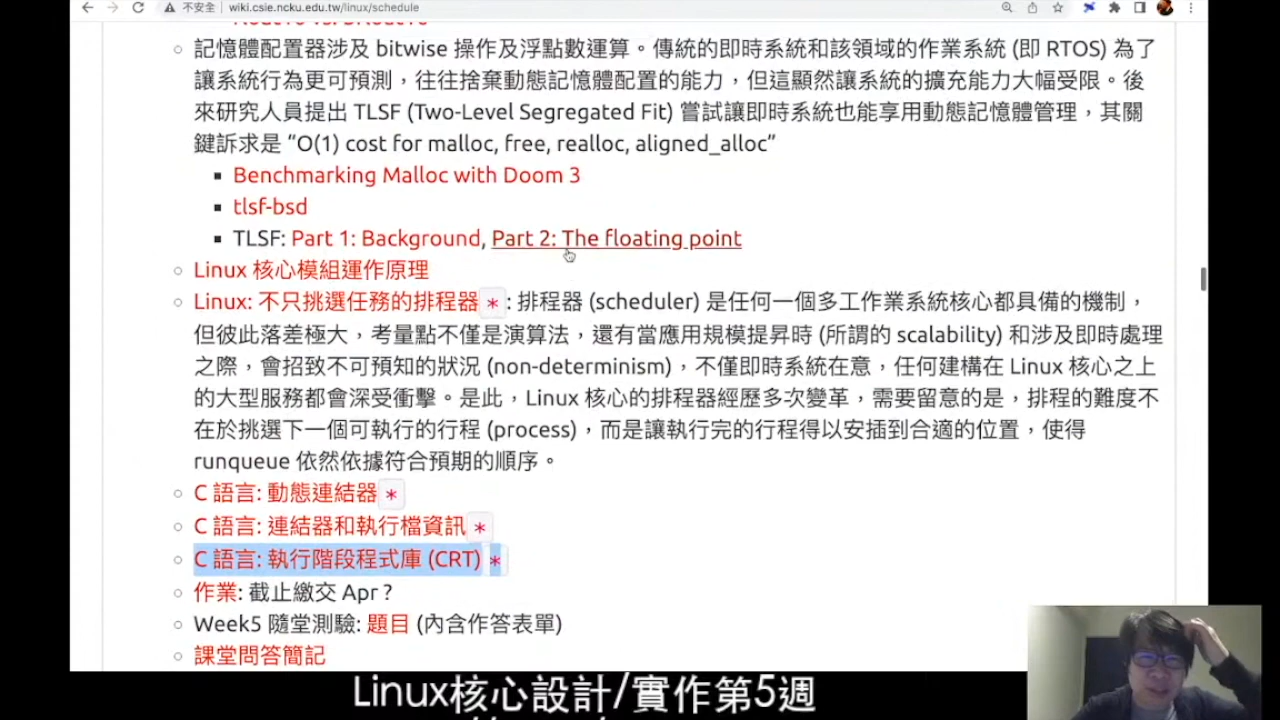 不安全 wiki.csie.ncku.edu.tw/linux/schedule
記憶體配置器涉及 bitwise 操作及浮點數運算。傳統的即時系統和該領域的作業系統 (即 RTOS) 為了
讓系統行為更可預測，往往捨棄動態記憶體配置的能力，但這顯然讓系統的擴充能力大幅受限。後
來研究人員提出 TLSF (Two-Level Segregated Fit) 嘗試讓即時系統也能享用動態記憶體管理，其關
鍵訴求是 “O(1) cost for malloc, free, realloc, aligned_alloc”
Benchmarking Malloc with Doom 3
tlsf-bsd
TLSF: Part 1: Background, Part 2: The floating point
Linux 核心模組運作原理
Linux: 不只挑選任務的排程器 *: 排程器 (scheduler) 是任何一個多工作業系統核心都具備的機制，
但彼此落差極大，考量點不僅是演算法，還有當應用規模提昇時 (所謂的 scalability) 和涉及即時處理
之際，會招致不可預知的狀況 (non-determinism)，不僅即時系統在意，任何建構在 Linux 核心之上
的大型服務都會深受衝擊。是此，Linux 核心的排程器經歷多次變革，需要留意的是，排程的難度不
在於挑選下一個可執行的行程 (process)，而是讓執行完的行程得以安插到合適的位置，使得
runqueue 依然依據符合預期的順序。
C 語言: 動態連結器 *
C 語言: 連結器和執行檔資訊 *
C 語言: 執行階段程式庫 (CRT) *
作業: 截止繳交 Apr ?
Week5 隨堂測驗: 題目 (內含作答表單)
課堂問答簡記
Linux核心設計/實作第5週